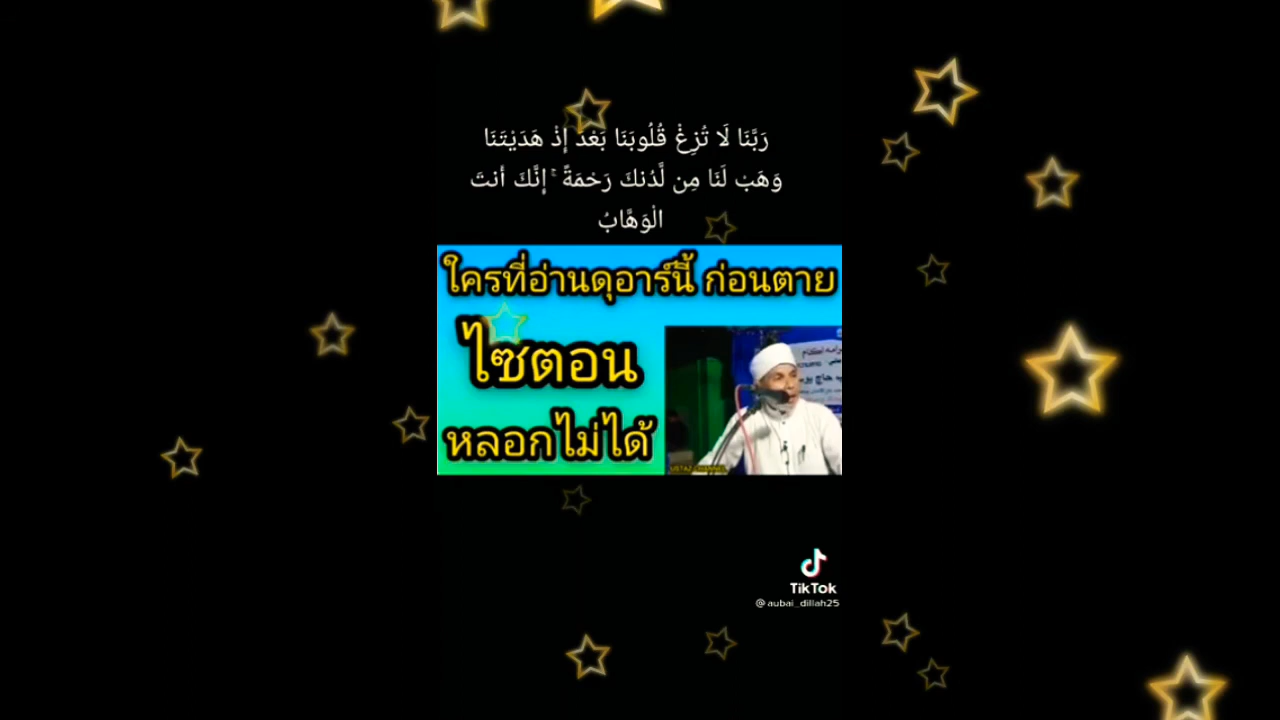 رَبَّنَا لَا تُزِغْ قُلُوبَنَا بَعْدَ إِذْ هَدَيْتَنَا
وَهَبْ لَنَا مِن لَّدُنكَ رَحْمَةً ۚ إِنَّكَ أَنتَ
الْوَهَّابُ
ใครที่อ่านดุอาร์นี้ ก่อนตาย
ไซตอน
หลอกไม่ได้
USTAZ CHANNEL
TikTok
@aubai_dillah25